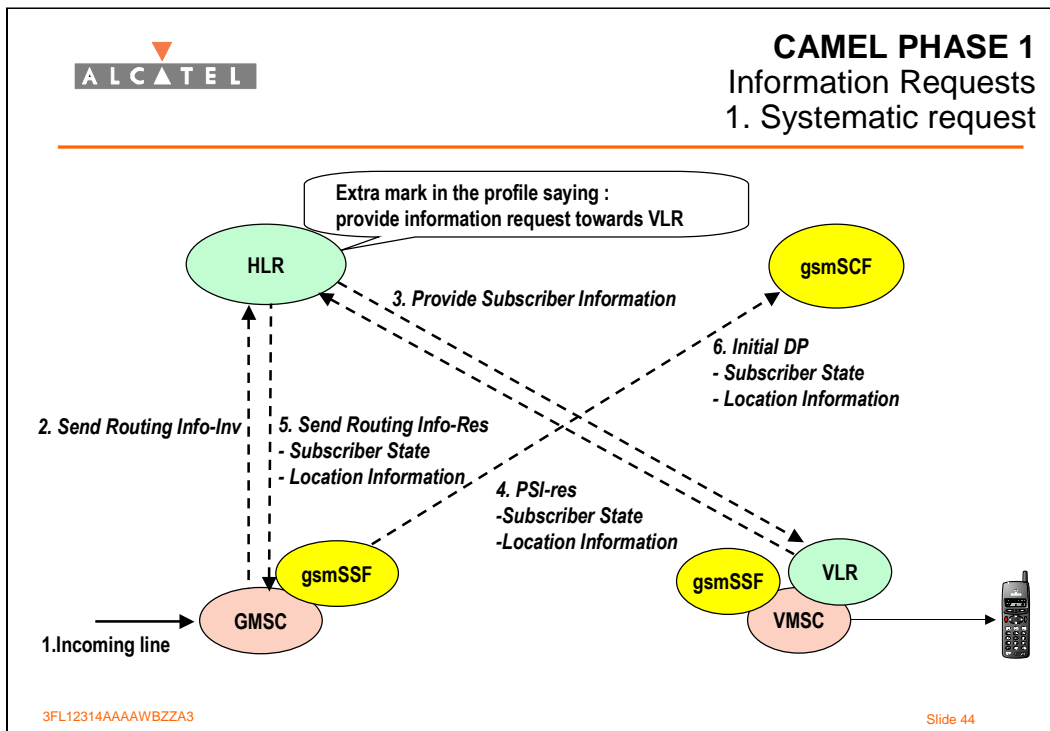 ALCATEL
CAMEL PHASE 1
Information Requests
1. Systematic request
Extra mark in the profile saying :
provide information request towards VLR
HLR
gsmSCF
3. Provide Subscriber Information
6. Initial DP
- Subscriber State
- Location Information
2. Send Routing Info-Inv
5. Send Routing Info-Res
- Subscriber State
- Location Information
4. PSI-res
-Subscriber State
-Location Information
gsmSSF
GMSC
gsmSSF
VLR
VMSC
1.Incoming line
3FL12314AAAAWBZZA3
Slide 44